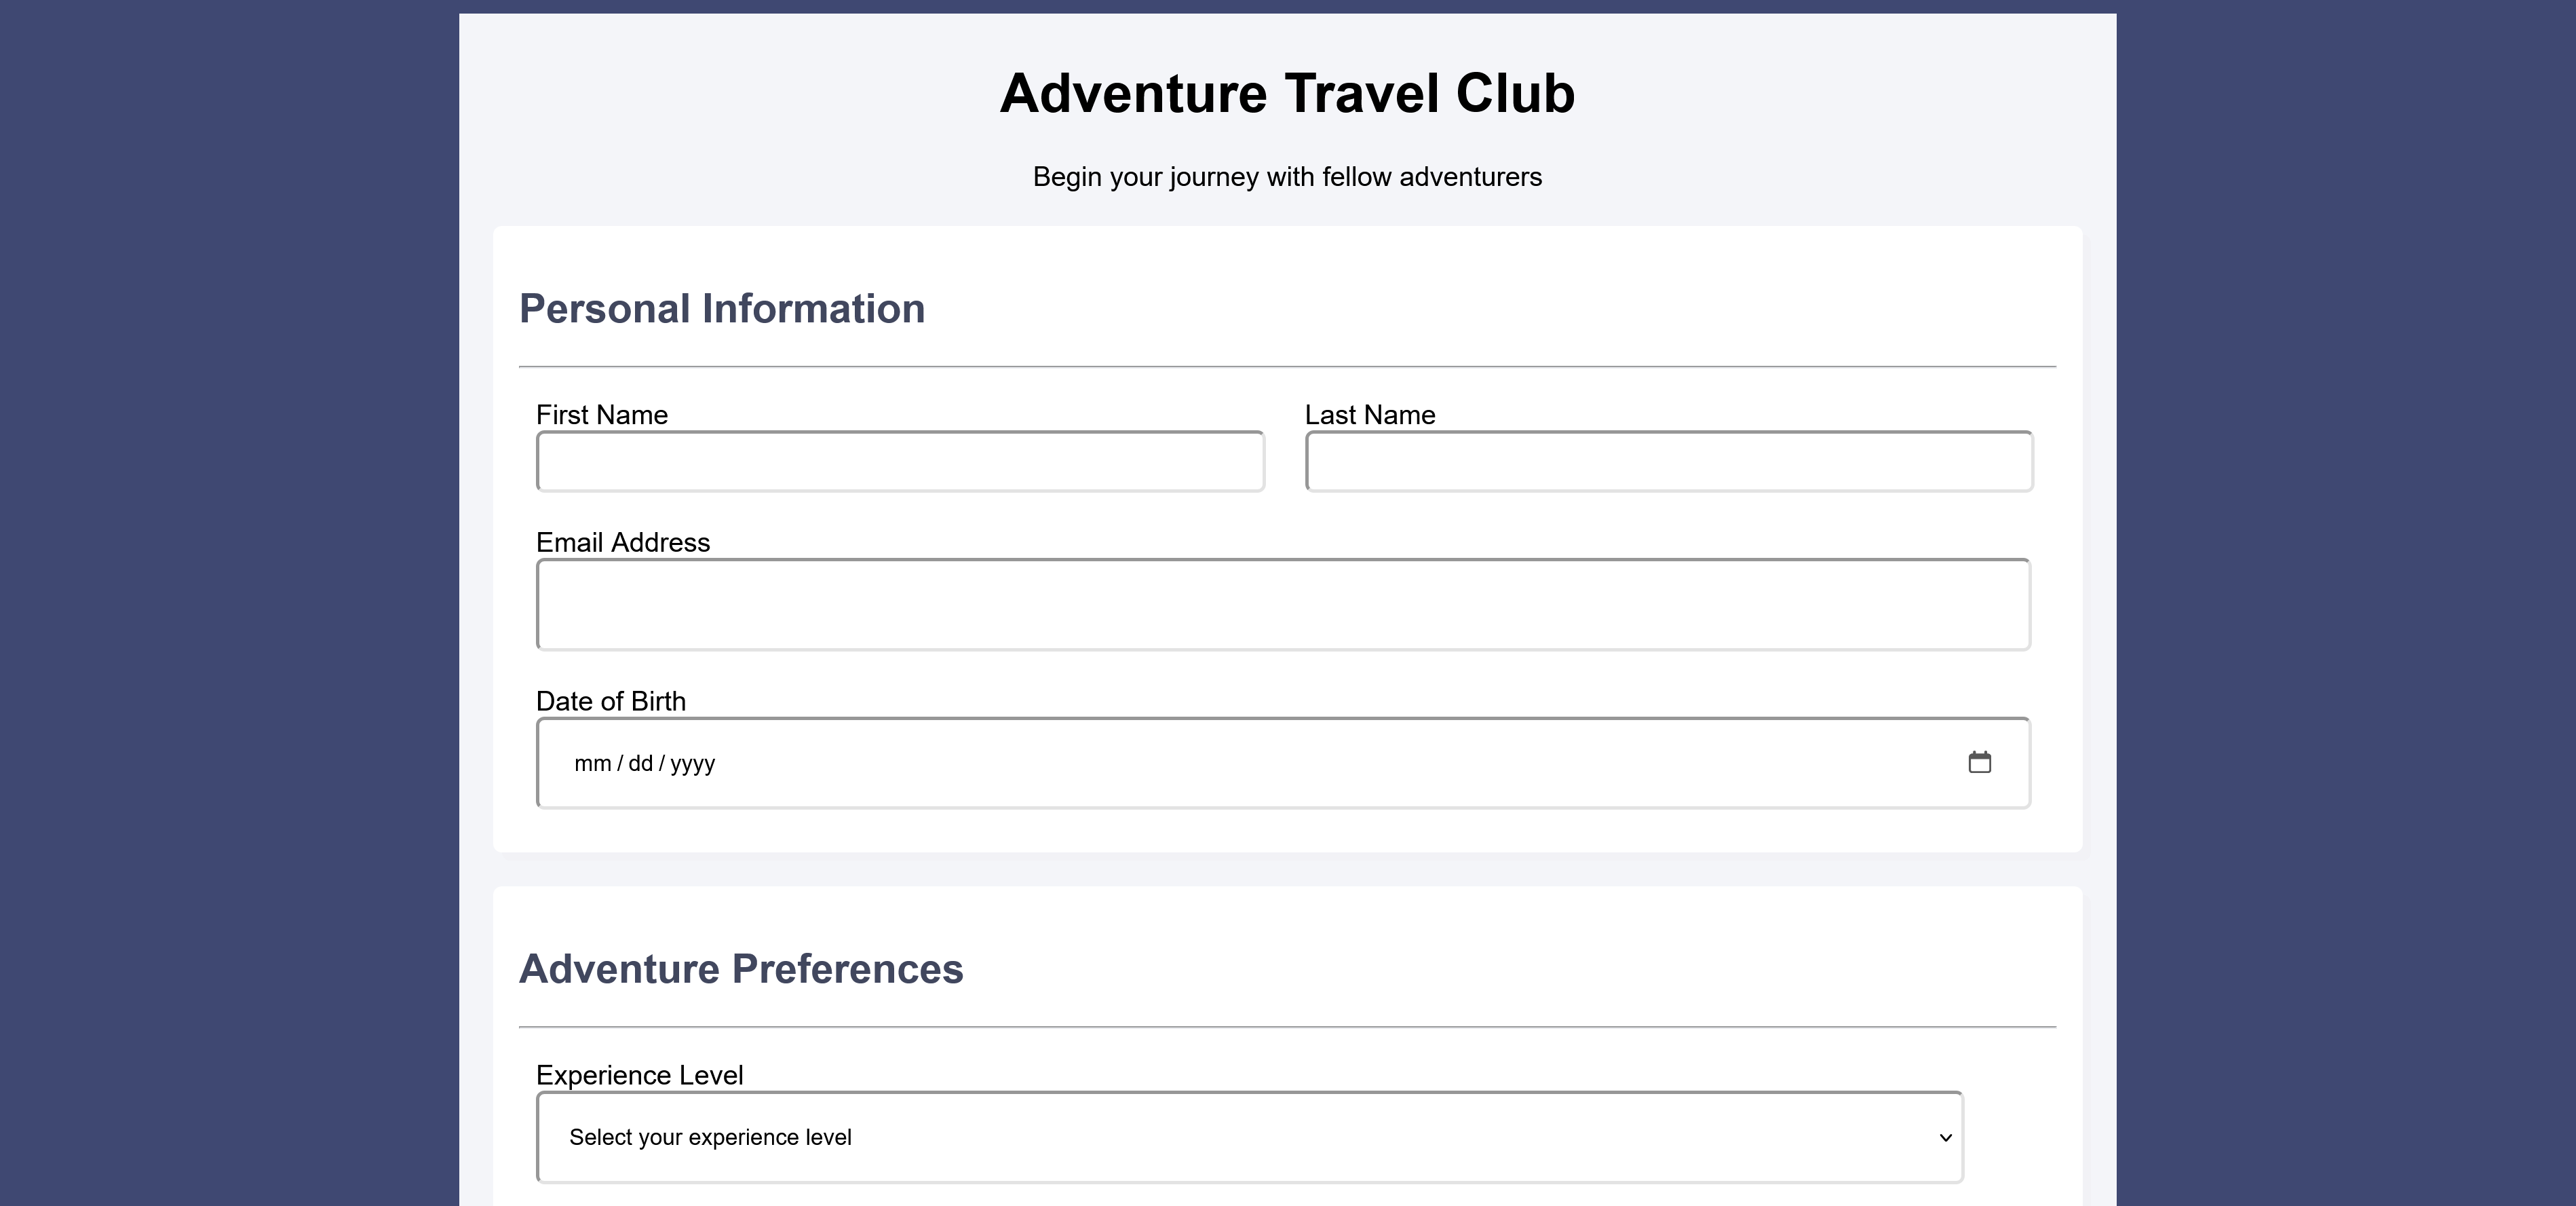 Adventure Travel Club
Begin your journey with fellow adventurers
Personal Information
First Name
Last Name
Email Address
Date of Birth
mm / dd / yyyy
Adventure Preferences
Experience Level
Select your experience level